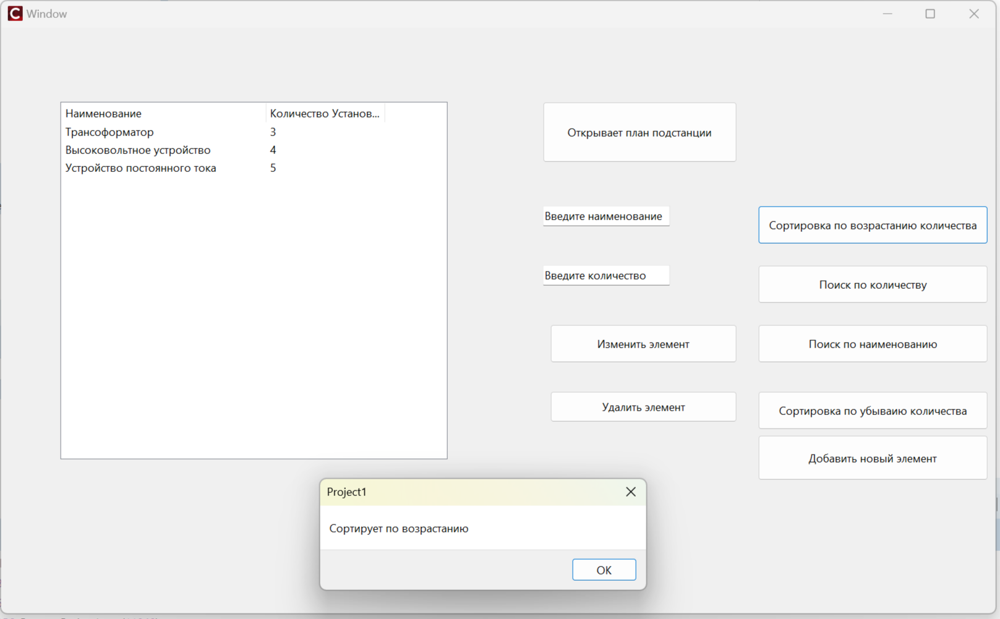 Window
Наименование Количество Установ...
Трансоформатор 3
Высоковольтное устройство 4
Устройство постоянного тока 5
Открывает план подстанции
Введите наименование
Сортировка по возрастанию количества
Введите количество
Поиск по количеству
Изменить элемент
Поиск по наименованию
Удалить элемент
Сортировка по убываию количества
Добавить новый элемент
Project1
Сортирует по возрастанию
OK